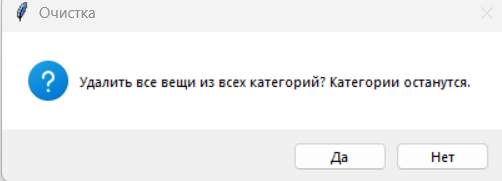 Очистка
Удалить все вещи из всех категорий? Категории останутся.
Да
Нет